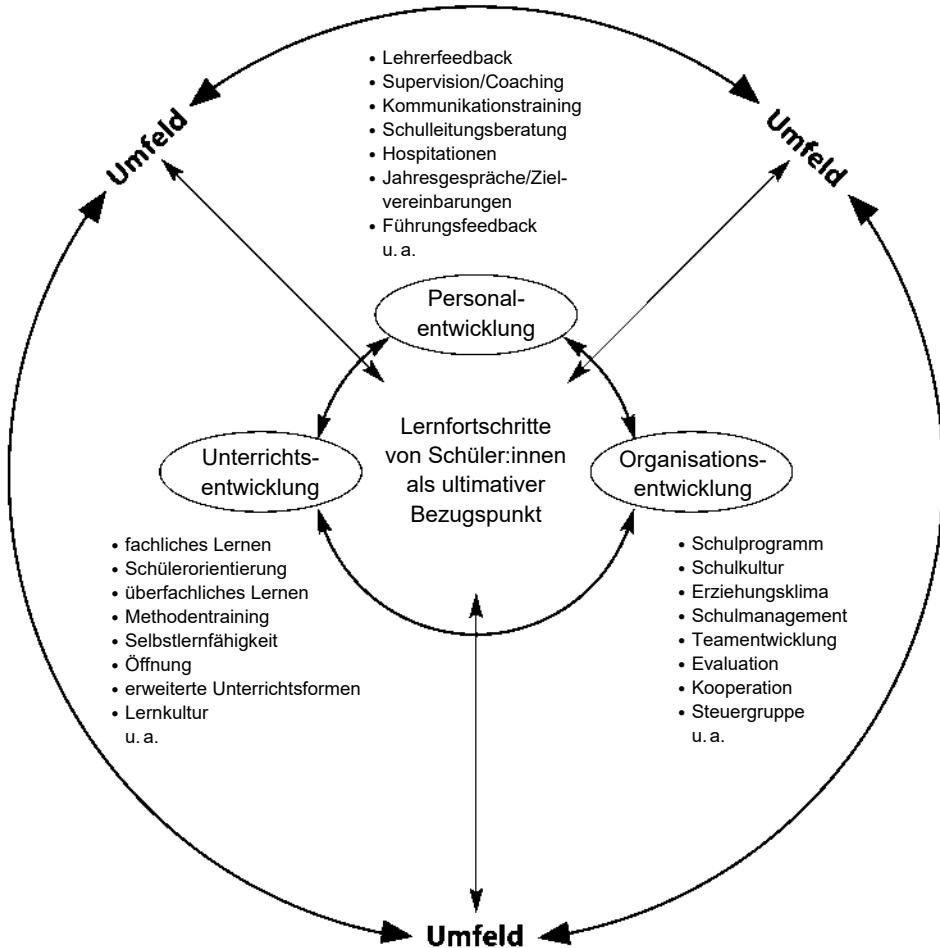 • Lehrerfeedback
• Supervision/Coaching
• Kommunikationstraining
• Schulleitungsberatung
• Hospitationen
• Jahresgespräche/Ziel-
vereinbarungen
• Führungsfeedback
u. a.
Umfeld
Umfeld
Personal-
entwicklung
Lernfortschritte
von Schüler:innen
als ultimativer
Bezugspunkt
Unterrichts-
entwicklung
Organisations-
entwicklung
• fachliches Lernen
• Schülerorientierung
• überfachliches Lernen
• Methodentraining
• Selbstlernfähigkeit
• Öffnung
• erweiterte Unterrichtsformen
• Lernkultur
u. a.
• Schulprogramm
• Schulkultur
• Erziehungsklima
• Schulmanagement
• Teamentwicklung
• Evaluation
• Kooperation
• Steuergruppe
u. a.
Umfeld